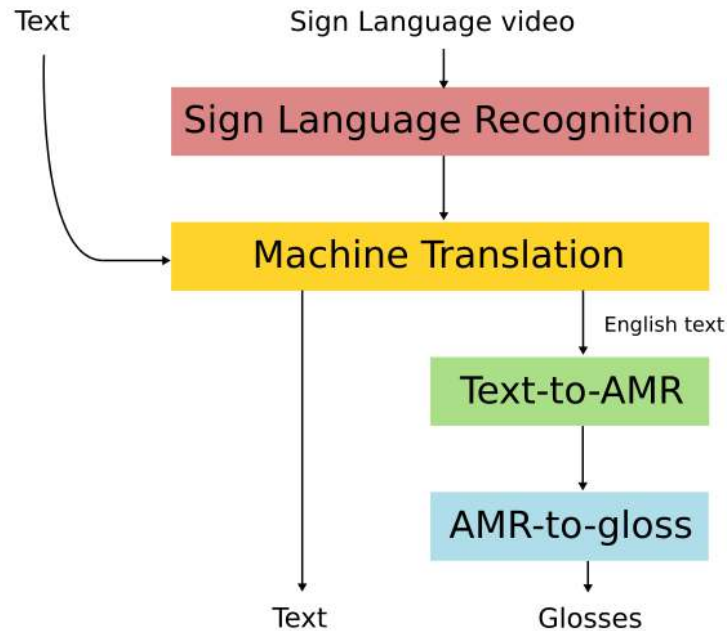 Text
Sign Language video
Sign Language Recognition
Machine Translation
English text
Text-to-AMR
AMR-to-gloss
Text
Glosses